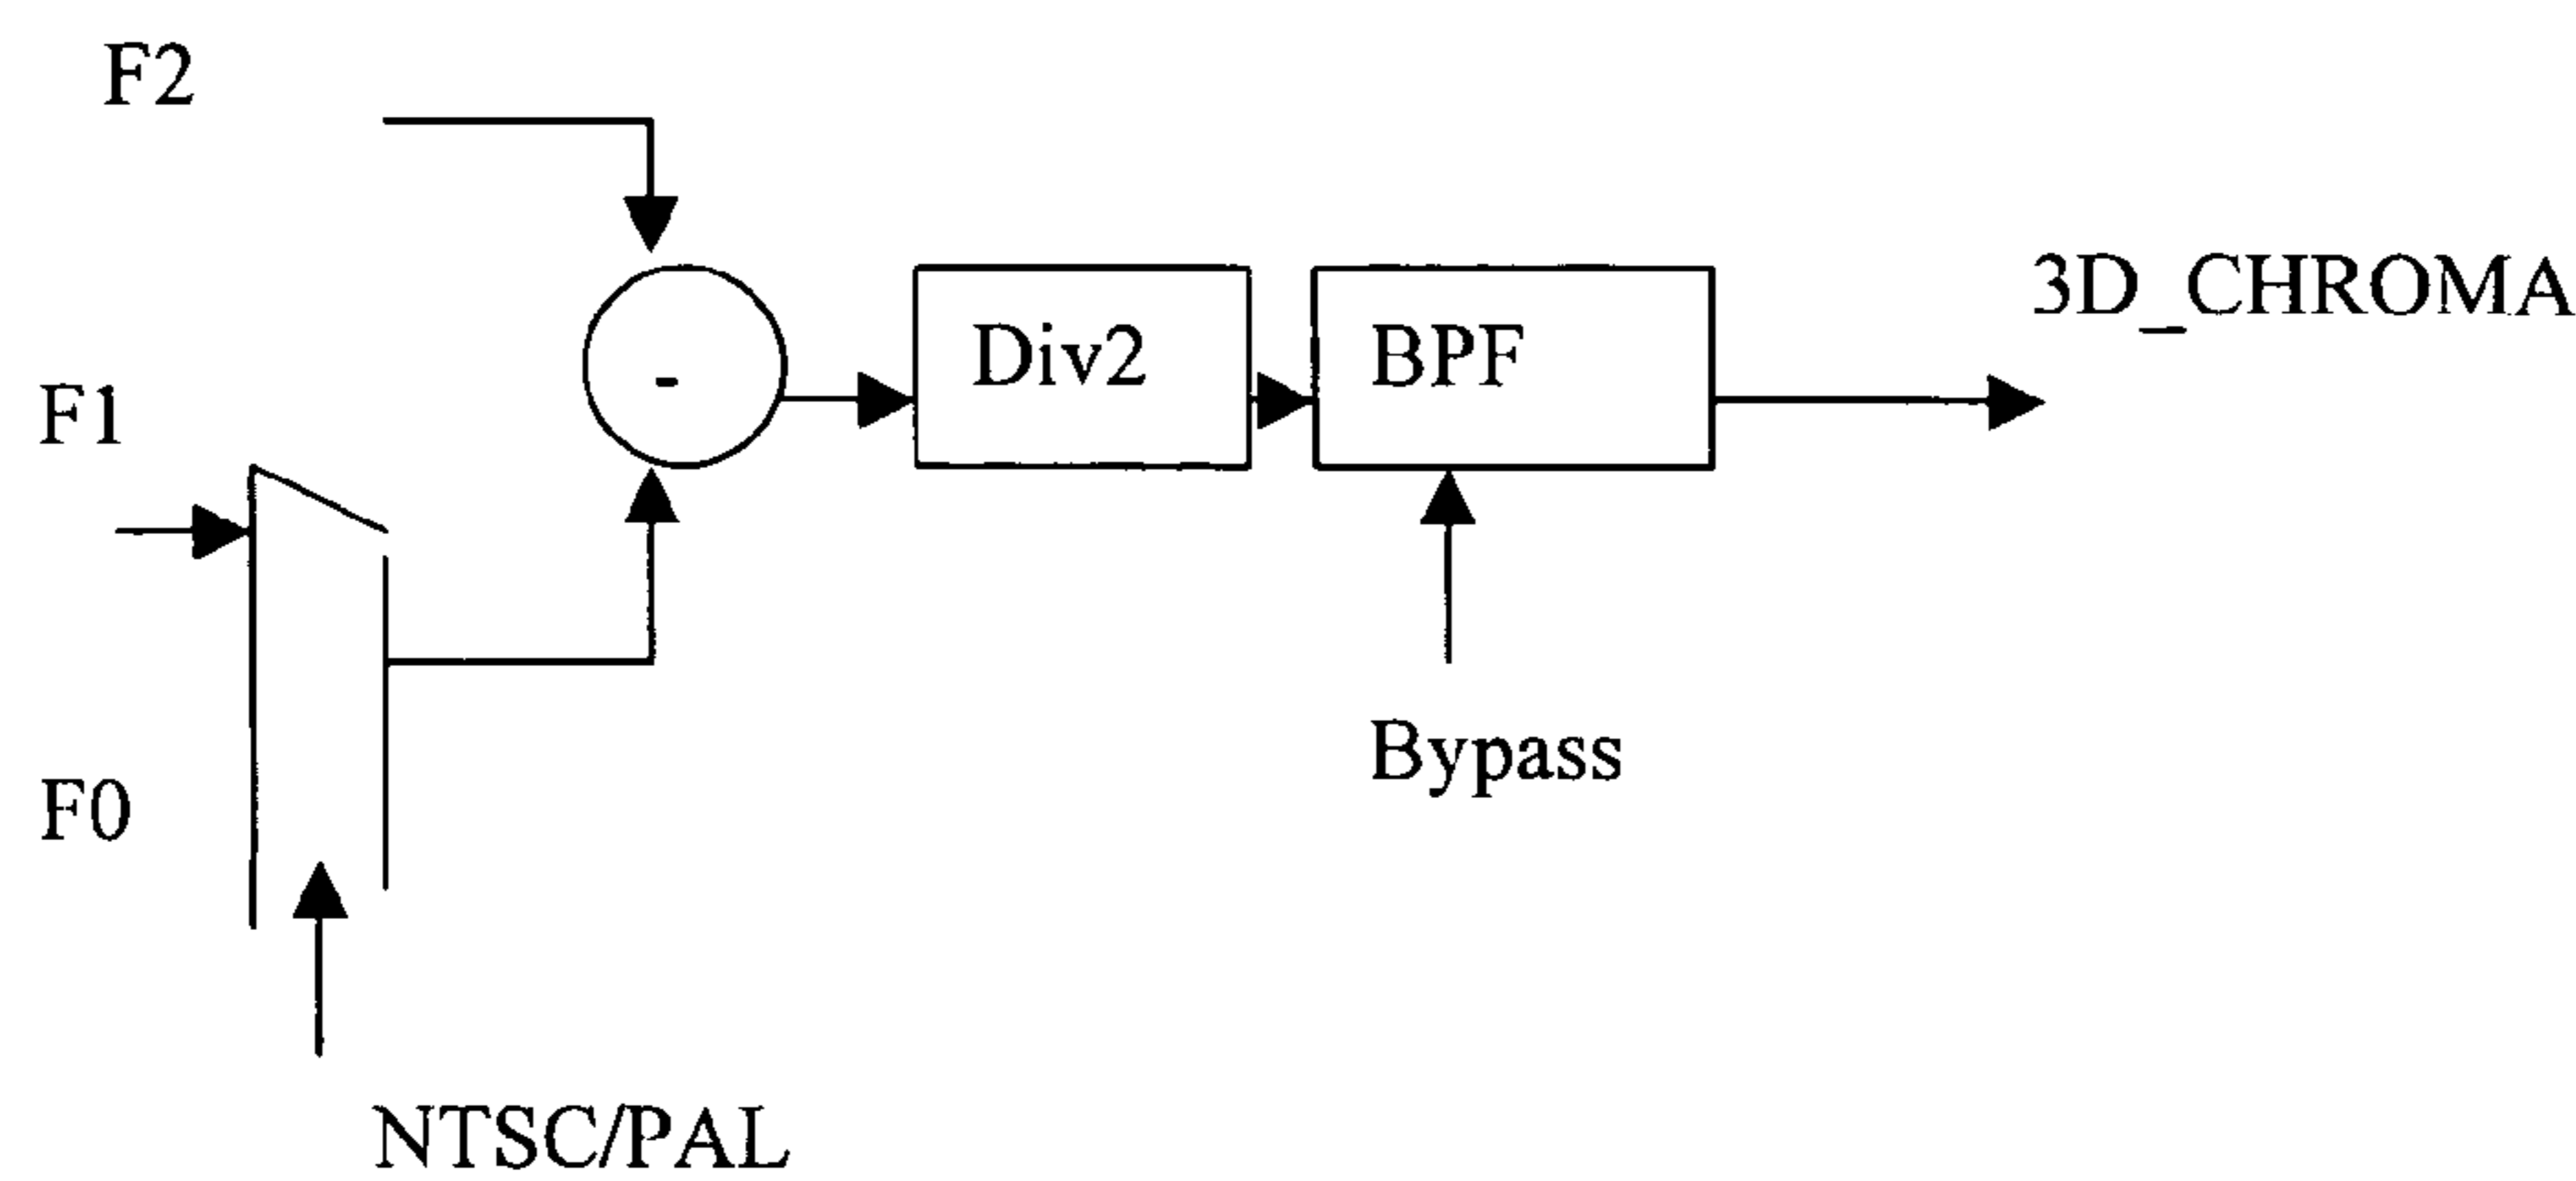 F2
3D_CHROMA
Div2
BPF
-
F1
Bypass
F0
NTSC/PAL